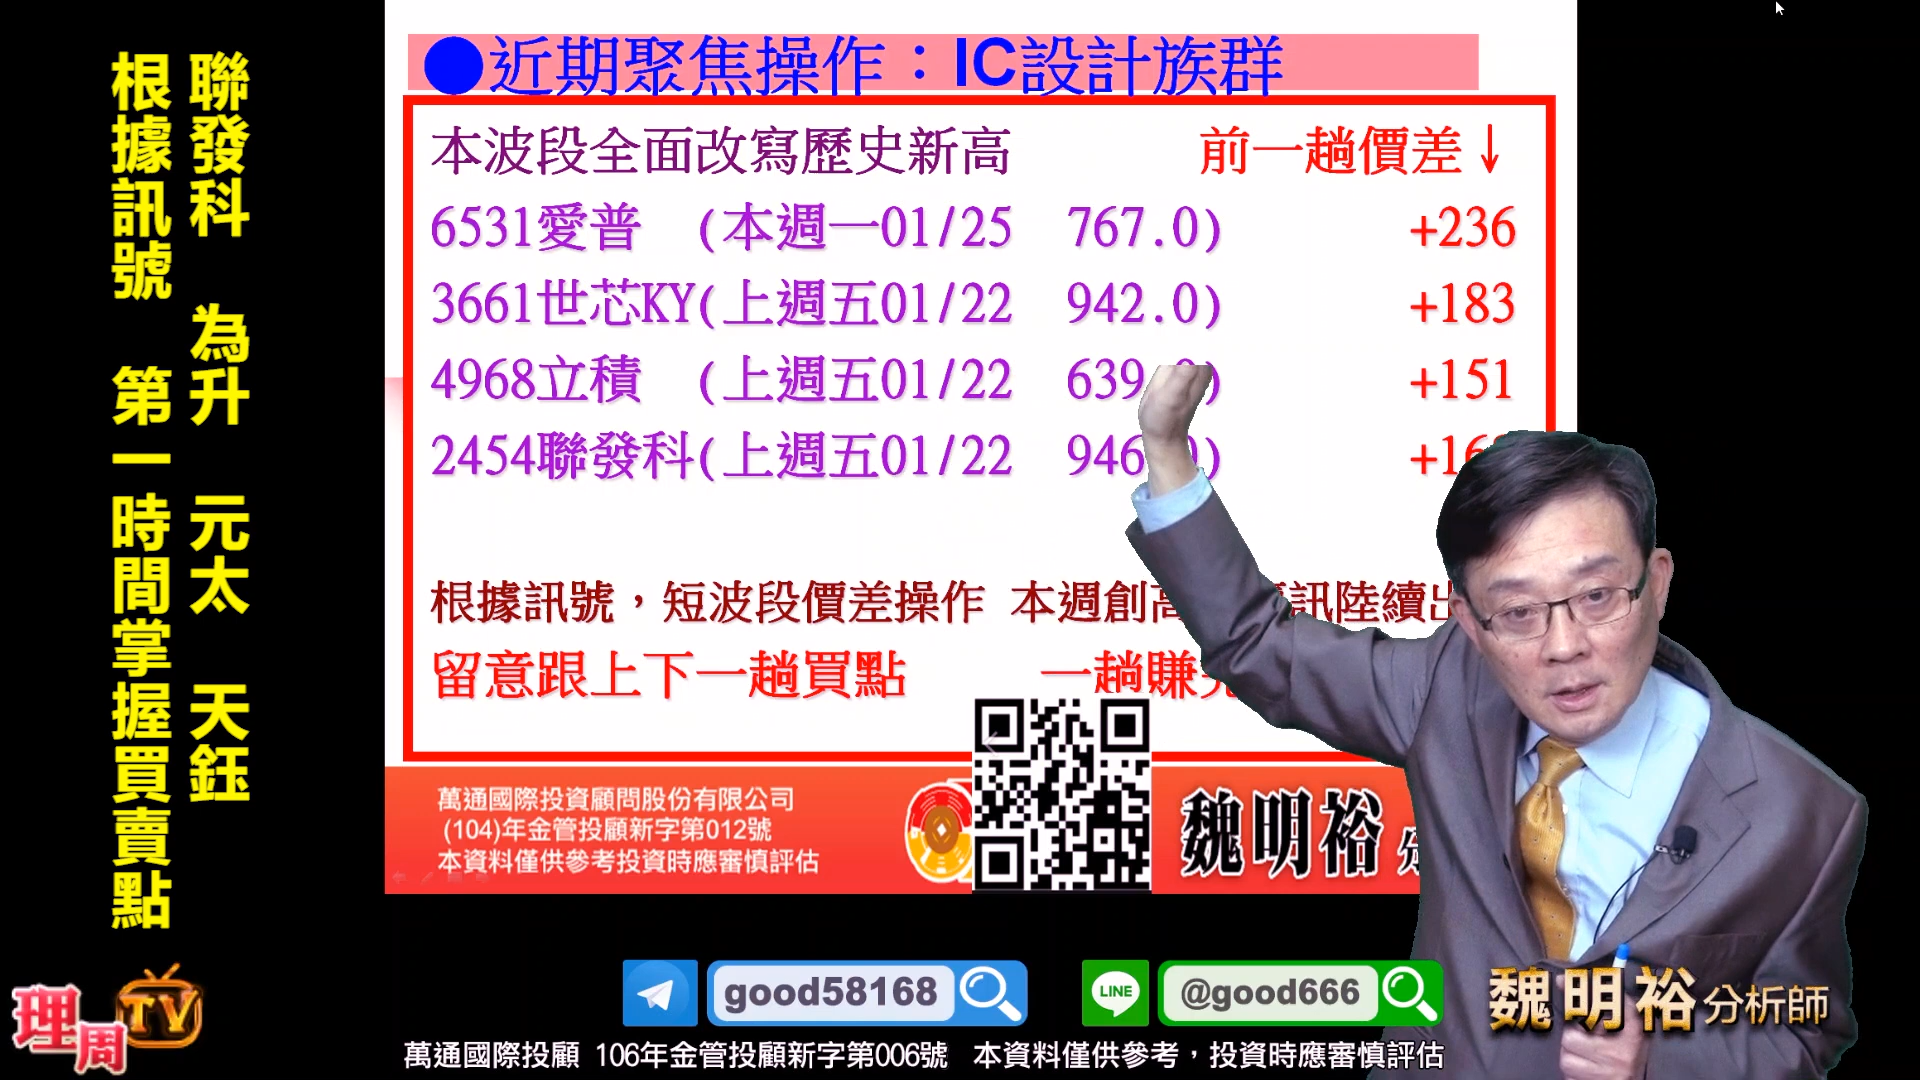 聯發科 為升 元太 天鈺
根據訊號 第一時間掌握買賣點
●近期聚焦操作：IC設計族群
本波段全面改寫歷史新高 前一趟價差↓
6531愛普 (本週一01/25 767.0) +236
3661世芯KY(上週五01/22 942.0) +183
4968立積 (上週五01/22 639.0) +151
2454聯發科(上週五01/22 946 ) +16
根據訊號，短波段價差操作 本週創高 訊陸續
留意跟上下一趟買點 一趟賺
萬通國際投資顧問股份有限公司
(104)年金管投顧新字第012號
本資料僅供參考投資時應審慎評估
魏明裕
理周TV
good58168
LINE
@good666
魏明裕分析師
萬通國際投顧 106年金管投顧新字第006號 本資料僅供參考，投資時應審慎評估